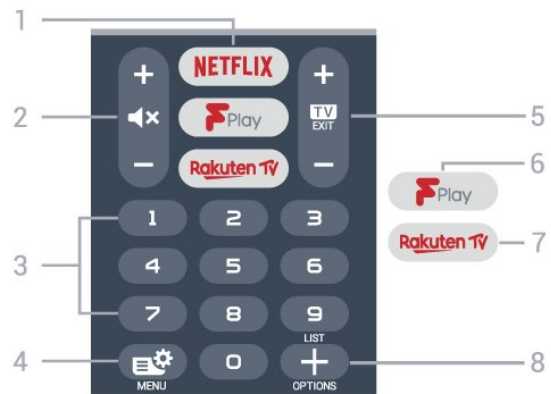 1
NETFLIX
+ +
2
TV
EXIT
5
F Play
- -
Rakuten TV
6
F Play
1 2 3
Rakuten TV
7
3
4 5 6
7 8 9
LIST
4
0
+
8
MENU
OPTIONS